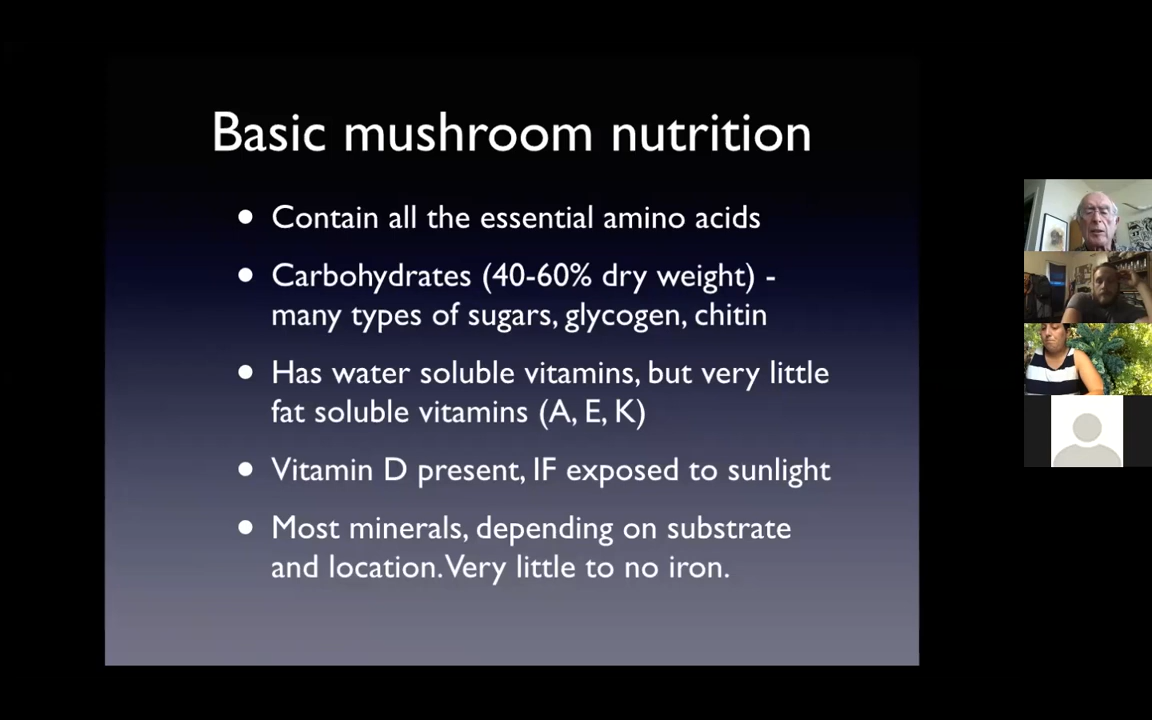 Basic mushroom nutrition
• Contain all the essential amino acids
• Carbohydrates (40-60% dry weight) -
many types of sugars, glycogen, chitin
• Has water soluble vitamins, but very little
fat soluble vitamins (A, E, K)
• Vitamin D present, IF exposed to sunlight
• Most minerals, depending on substrate
and location. Very little to no iron.